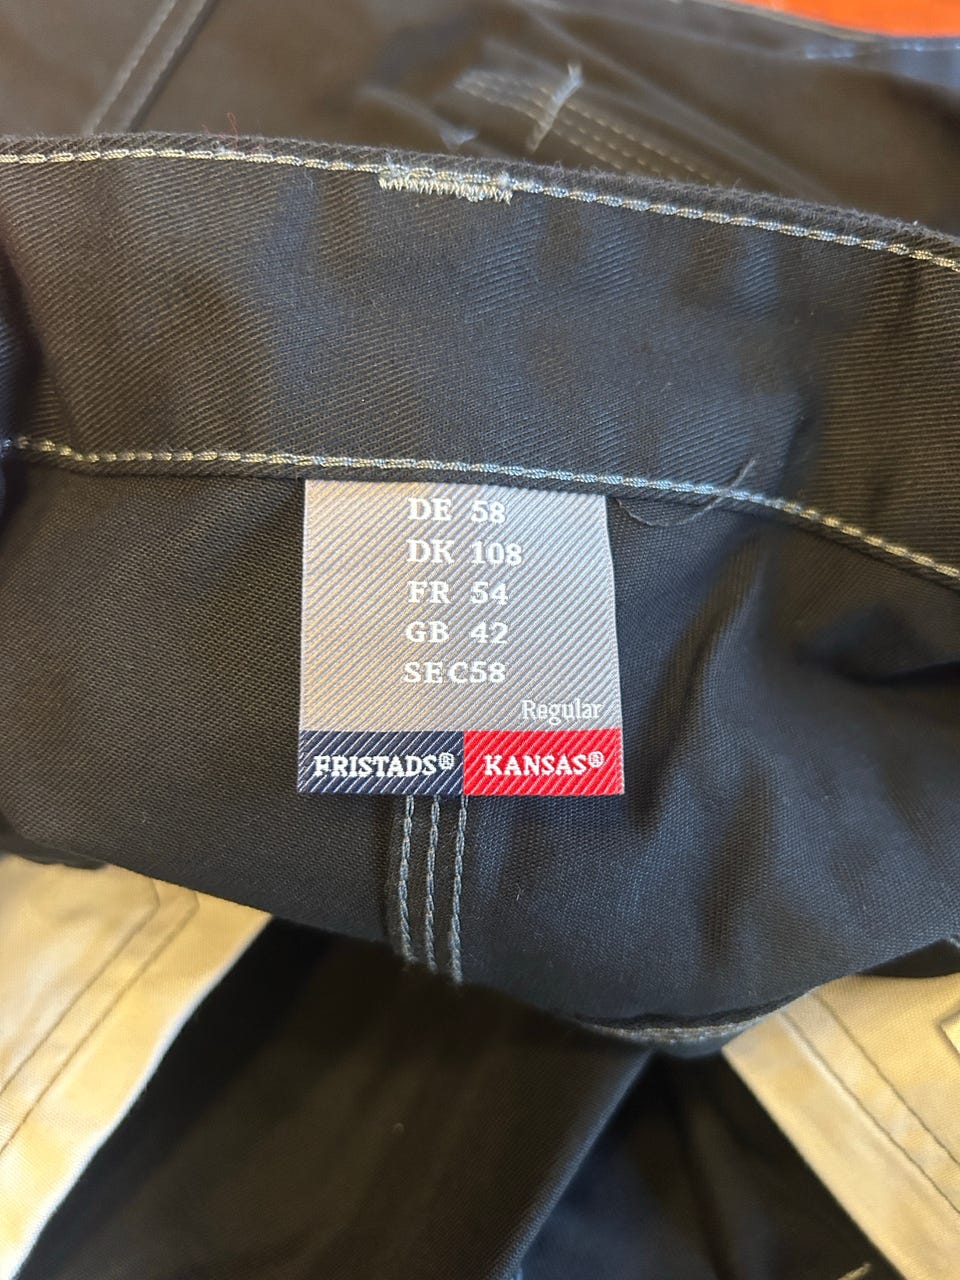 DE 58
DK 108
FR 54
GB 42
SE C58
Regular
FRISTADS® KANSAS®